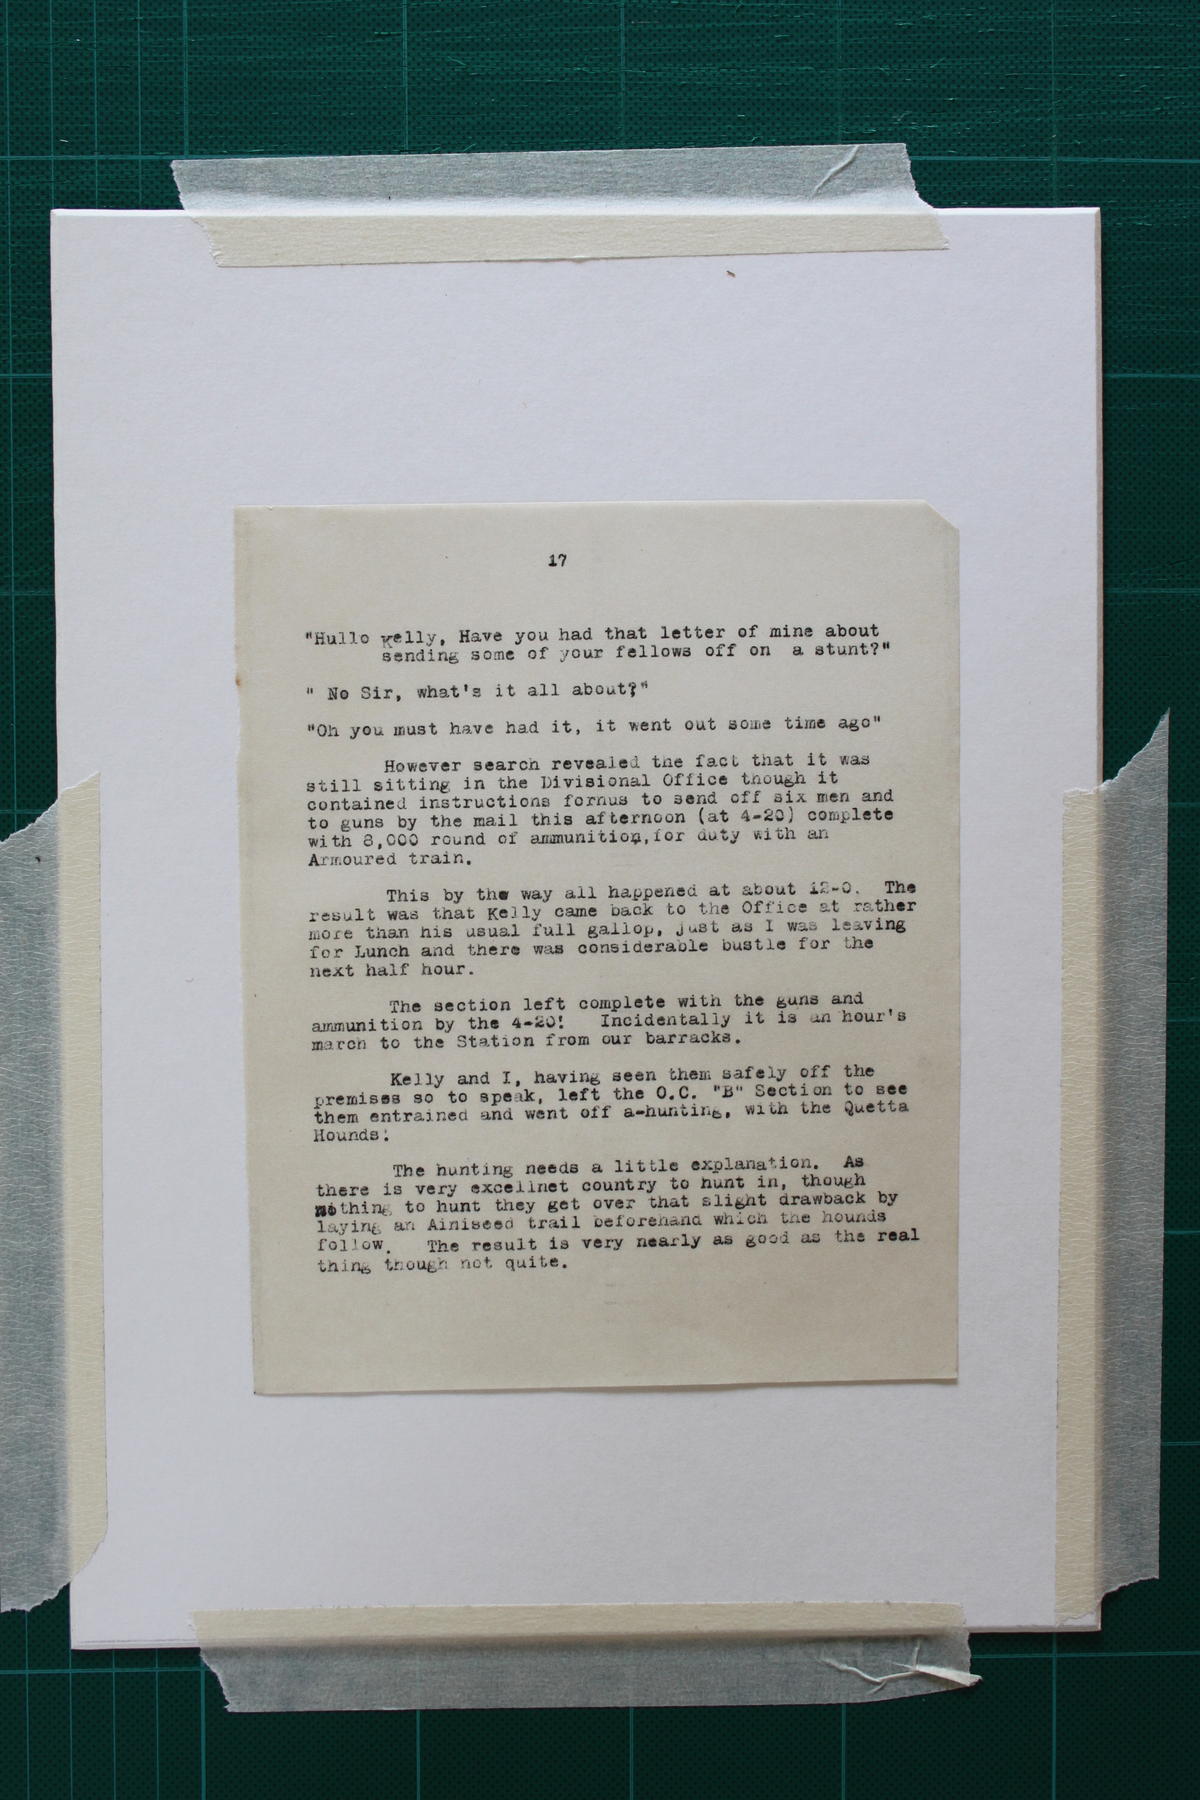 17
"Hullo Kelly, Have you had that letter of mine about
sending some of your fellows off on a stunt?"
" No Sir, what's it all about?"
"Oh you must have had it, it went out some time ago"
However search revealed the fact that it was
still sitting in the Divisional Office though it
contained instructions fornus to send off six men and
to guns by the mail this afternoon (at 4-20) complete
with 8,000 round of ammunition,for duty with an
Armoured train.
This by the way all happened at about 12-0. The
result was that Kelly came back to the Office at rather
more than his usual full gallop, just as I was leaving
for Lunch and there was considerable bustle for the
next half hour.
The section left complete with the guns and
ammunition by the 4-20! Incidentally it is an hour's
march to the Station from our barracks.
Kelly and I, having seen them safely off the
premises so to speak, left the O.C. "B" Section to see
them entrained and went off a-hunting, with the Quetta
Hounds!
The hunting needs a little explanation. As
there is very excellnet country to hunt in, though
nothing to hunt they get over that slight drawback by
laying an Ainiseed trail beforehand which the hounds
follow. The result is very nearly as good as the real
thing though not quite.